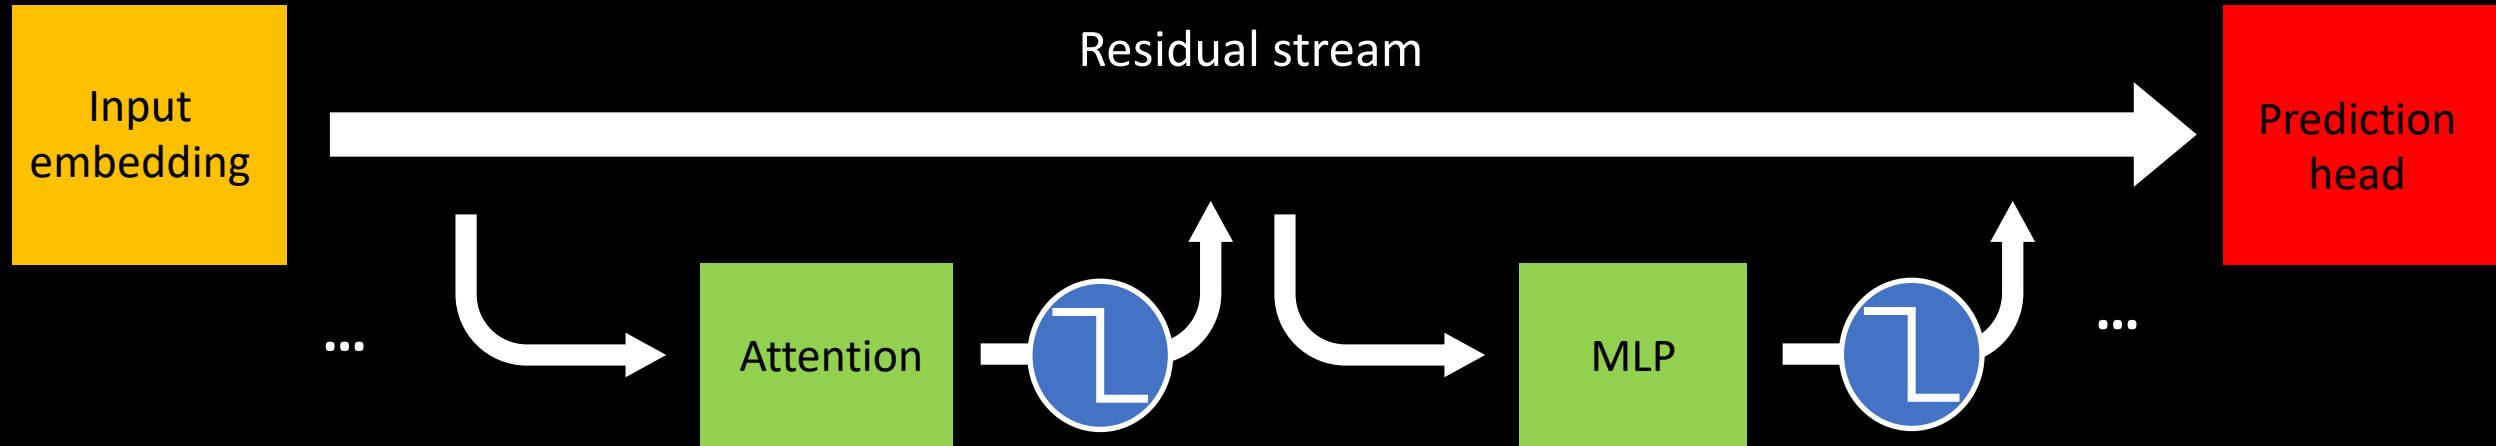 Residual stream
Input
embedding
Prediction
head
...
Attention
MLP
...